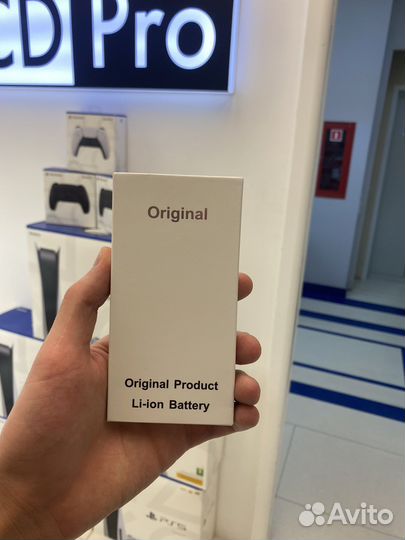 CD Pro
Original
Original Product
Li-ion Battery
PS5
Avito